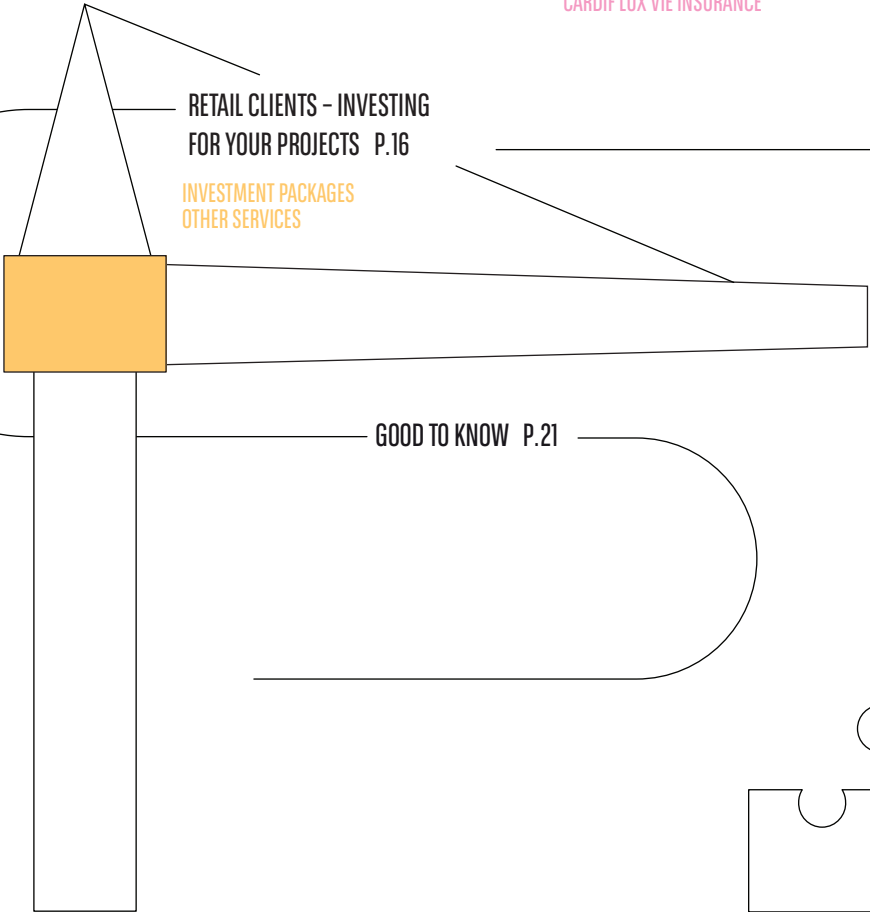 CARDIF LUX VIE INSURANCE
RETAIL CLIENTS – INVESTING
FOR YOUR PROJECTS P.16
INVESTMENT PACKAGES
OTHER SERVICES
GOOD TO KNOW P.21